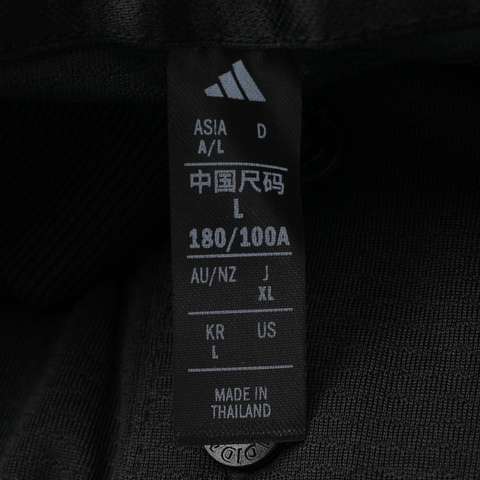 ASIA D
A/L
中国尺码
L
180/100A
AU/NZ J
XL
KR US
L
MADE IN
THAILAND